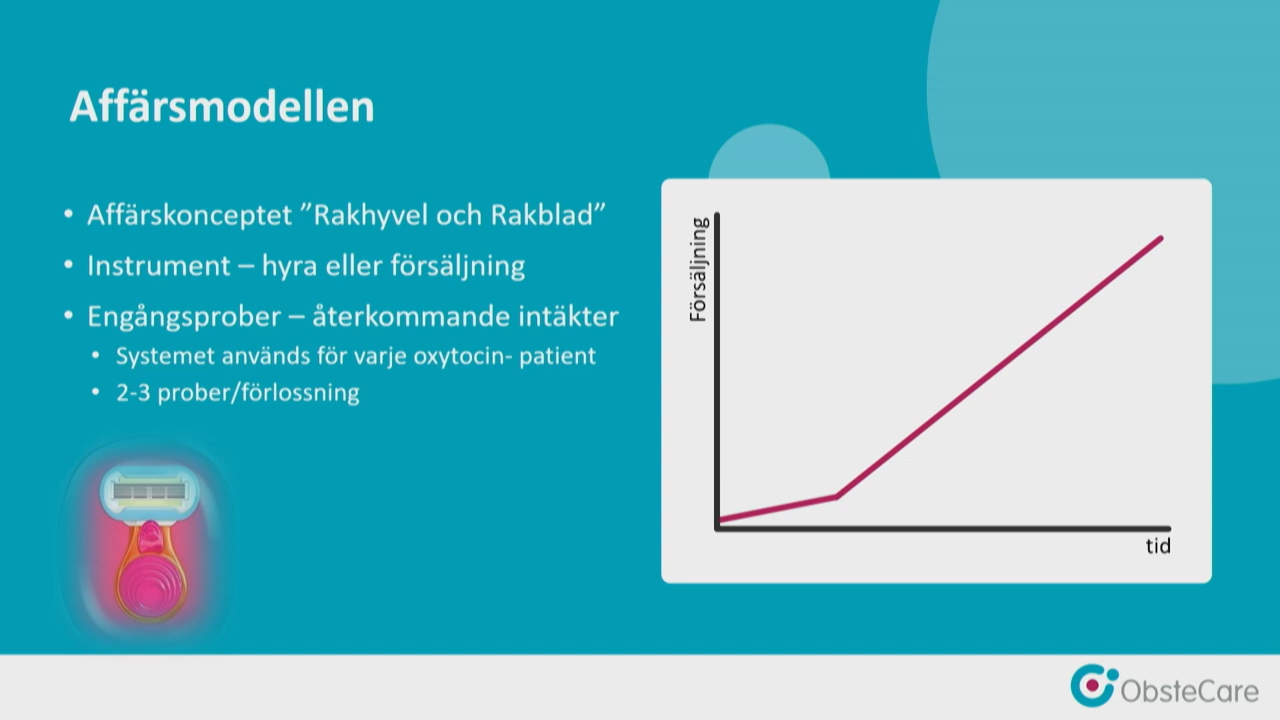 Affärsmodellen
• Affärskonceptet ”Rakhyvel och Rakblad”
• Instrument – hyra eller försäljning
• Engångsprober – återkommande intäkter
• Systemet används för varje oxytocin- patient
• 2-3 prober/förlossning
Försäljning
tid
ObsteCare